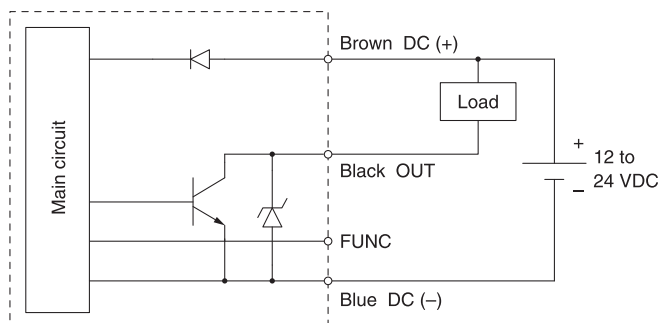 Brown DC (+)
Load
Main circuit
Black OUT
+
12 to
24 VDC
–
FUNC
Blue DC (–)